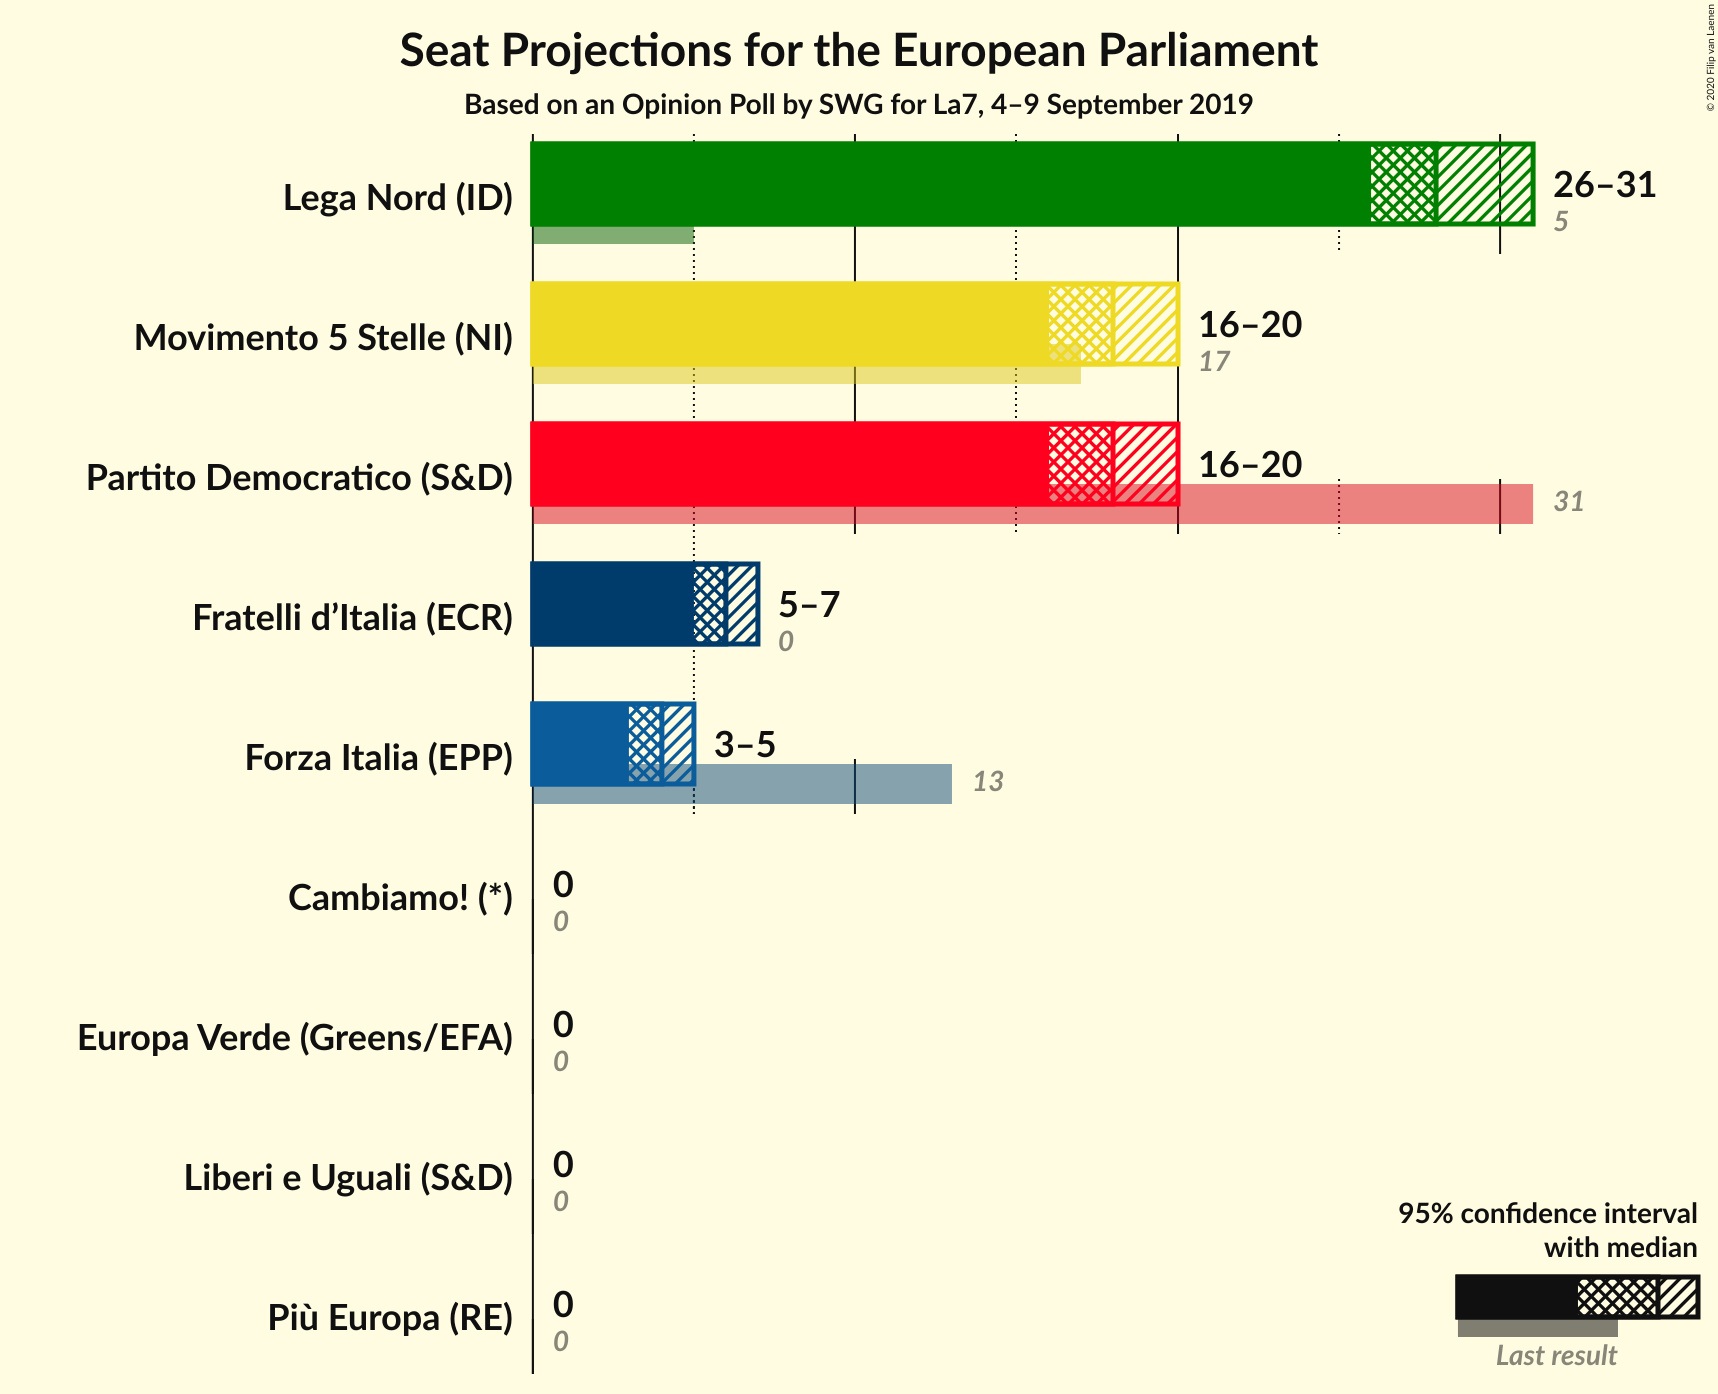 Seat Projections for the European Parliament
Based on an Opinion Poll by SWG for La7, 4–9 September 2019
© 2020 Filip van Laenen
Lega Nord (ID)
26–31
5
Movimento 5 Stelle (NI)
16–20
17
Partito Democratico (S&D)
16–20
31
Fratelli d’Italia (ECR)
5–7
0
Forza Italia (EPP)
3–5
13
Cambiamo! (*)
0
0
Europa Verde (Greens/EFA)
0
0
Liberi e Uguali (S&D)
0
0
Più Europa (RE)
0
0
95% confidence interval
with median
Last result